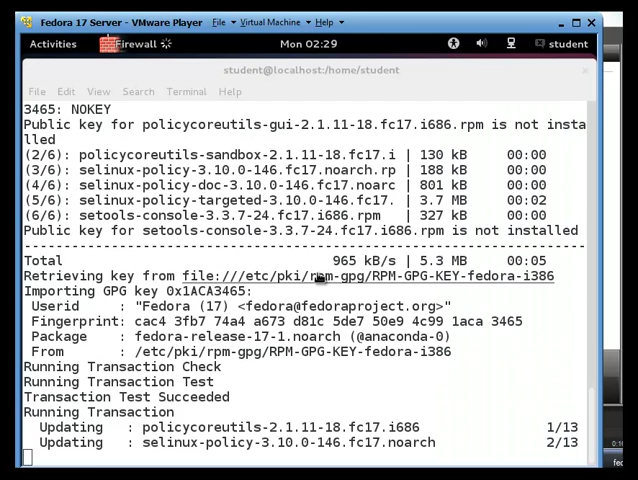 Fedora 17 Server - VMware Player File Virtual Machine Help
Activities Firewall Mon 02:29 student
student@localhost:/home/student
File Edit View Search Terminal Help
3465: NOKEY
Public key for policycoreutils-gui-2.1.11-18.fc17.i686.rpm is not insta
lled
(2/6): policycoreutils-sandbox-2.1.11-18.fc17.i | 130 kB 00:00
(3/6): selinux-policy-3.10.0-146.fc17.noarch.rp | 188 kB 00:00
(4/6): selinux-policy-doc-3.10.0-146.fc17.noarc | 801 kB 00:00
(5/6): selinux-policy-targeted-3.10.0-146.fc17. | 3.7 MB 00:02
(6/6): setools-console-3.3.7-24.fc17.i686.rpm | 327 kB 00:00
Public key for setools-console-3.3.7-24.fc17.i686.rpm is not installed
--------------------------------------------------------------------------------
Total 965 kB/s | 5.3 MB 00:05
Retrieving key from file:///etc/pki/rpm-gpg/RPM-GPG-KEY-fedora-i386
Importing GPG key 0x1ACA3465:
Userid : "Fedora (17) <fedora@fedoraproject.org>"
Fingerprint: cac4 3fb7 74a4 a673 d81c 5de7 50e9 4c99 1aca 3465
Package : fedora-release-17-1.noarch (@anaconda-0)
From : /etc/pki/rpm-gpg/RPM-GPG-KEY-fedora-i386
Running Transaction Check
Running Transaction Test
Transaction Test Succeeded
Running Transaction
Updating : policycoreutils-2.1.11-18.fc17.i686 1/13
Updating : selinux-policy-3.10.0-146.fc17.noarch 2/13